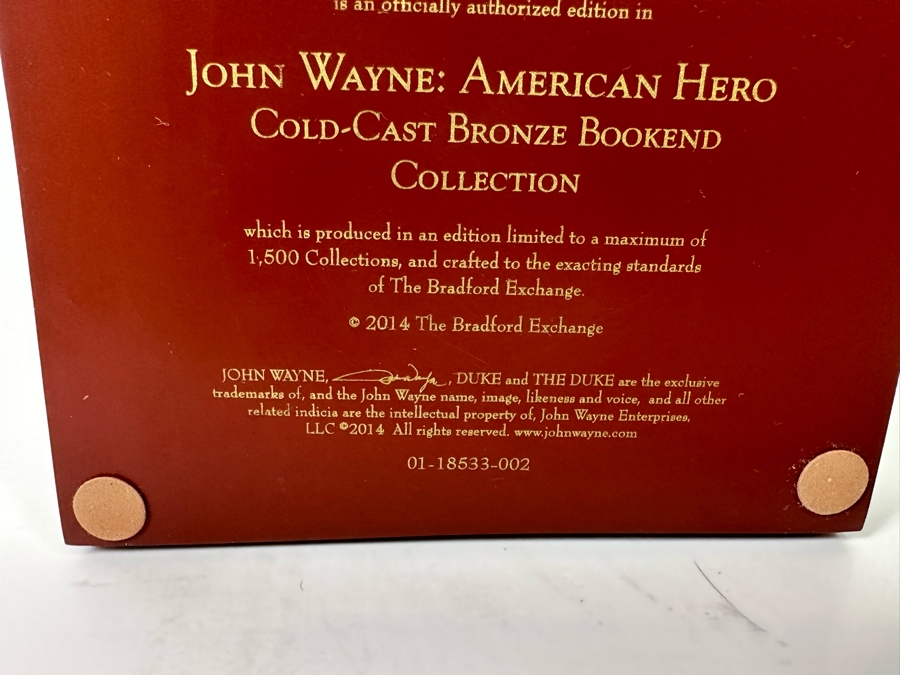 is an officially authorized edition in
JOHN WAYNE: AMERICAN HERO
COLD-CAST BRONZE BOOKEND
COLLECTION
which is produced in an edition limited to a maximum of
1,500 Collections, and crafted to the exacting standards
of The Bradford Exchange.
© 2014 The Bradford Exchange
JOHN WAYNE, John Wayne, DUKE and THE DUKE are the exclusive
trademarks of, and the John Wayne name, image, likeness and voice, and all other
related indicia are the intellectual property of, John Wayne Enterprises,
LLC ©2014 All rights reserved. www.johnwayne.com
01-18533-002